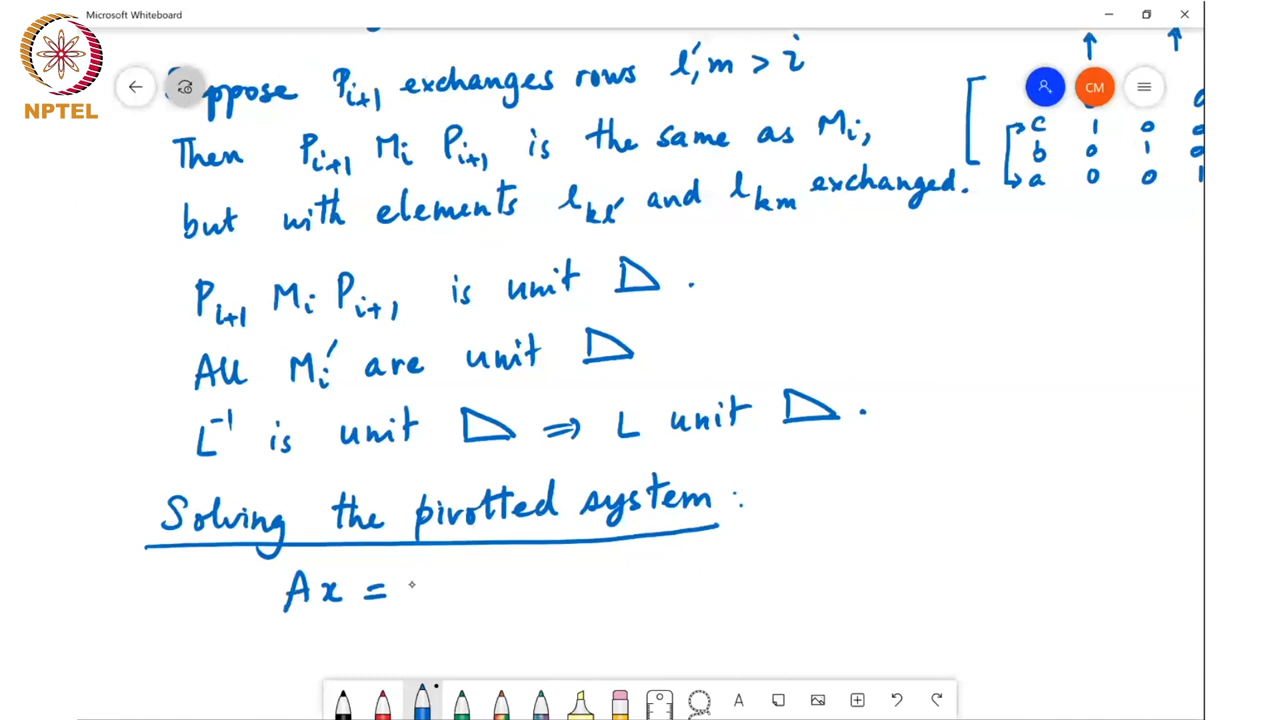 Microsoft Whiteboard
NPTEL
CM
Suppose P_{i+1} exchanges rows l', m > i
Then P_{i+1} M_i P_{i+1} is the same as M_i,
but with elements l_{kl'} and l_{km} exchanged.
c 1 0
b 0 1
a 0 0 1
P_{i+1} M_i P_{i+1} is unit ◺.
All M_i' are unit ◺
L^{-1} is unit ◺ ⇒ L unit ◺.
Solving the pivotted system:
Ax =
A